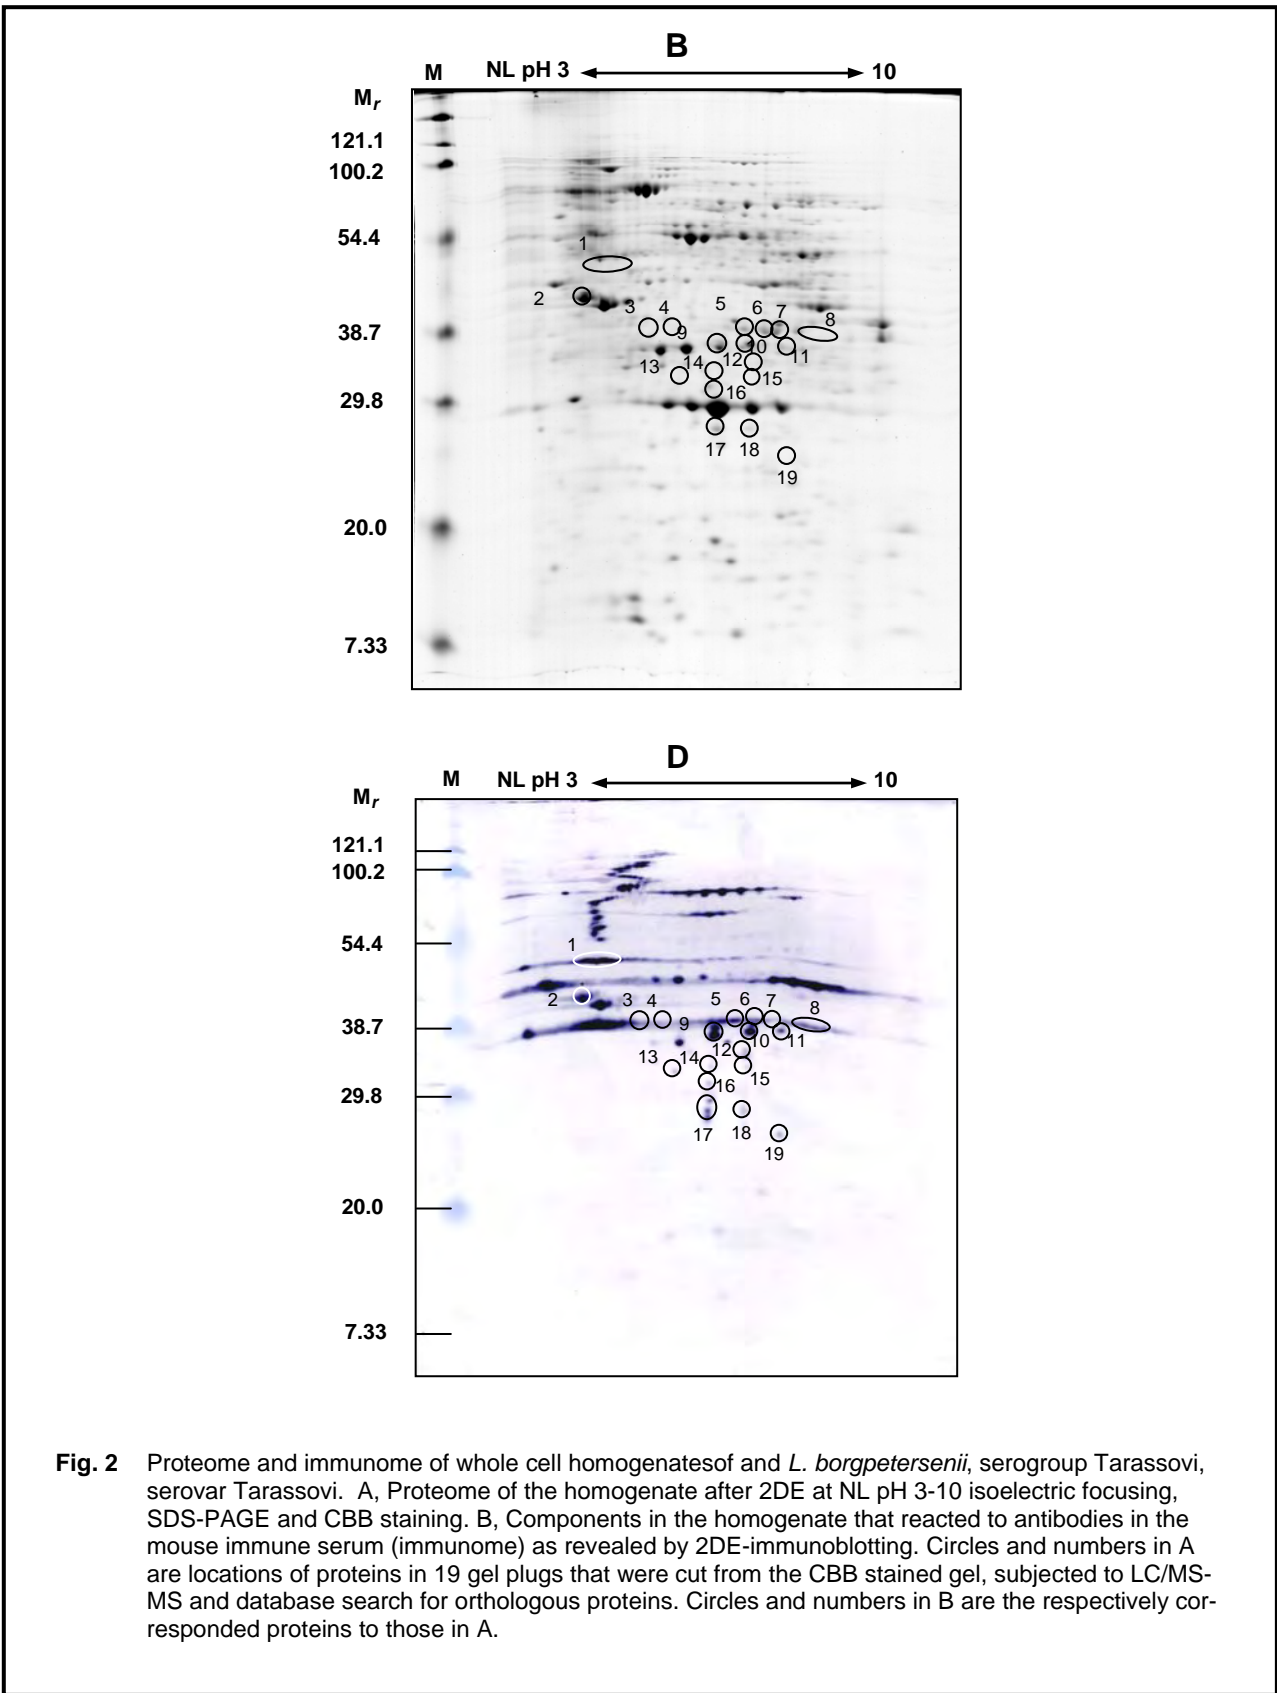 B
M NL pH 3 10
Mr
121.1
100.2
54.4
1
2 3 4 5 6 7 8
38.7
9 10 11
12
13 14 15
16
29.8
17 18
19
20.0
7.33
D
M NL pH 3 10
Mr
121.1
100.2
54.4
1
2 3 4 5 6 7 8
38.7
9 10 11
12
13 14 15
16
29.8
17 18
19
20.0
7.33
Fig. 2 Proteome and immunome of whole cell homogenatesof and L. borgpetersenii, serogroup Tarassovi,
serovar Tarassovi. A, Proteome of the homogenate after 2DE at NL pH 3-10 isoelectric focusing,
SDS-PAGE and CBB staining. B, Components in the homogenate that reacted to antibodies in the
mouse immune serum (immunome) as revealed by 2DE-immunoblotting. Circles and numbers in A
are locations of proteins in 19 gel plugs that were cut from the CBB stained gel, subjected to LC/MS-
MS and database search for orthologous proteins. Circles and numbers in B are the respectively cor-
responded proteins to those in A.